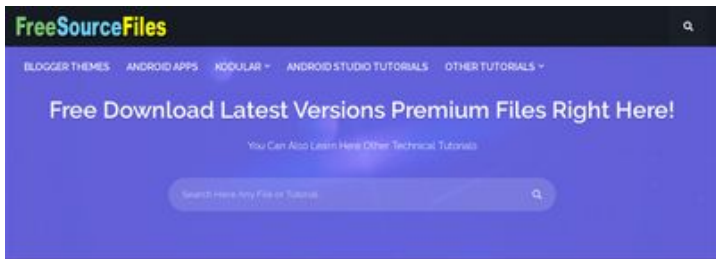 FreeSourceFiles
BLOGGER THEMES ANDROID APPS KODULAR ANDROID STUDIO TUTORIALS OTHER TUTORIALS
Free Download Latest Versions Premium Files Right Here!
You Can Also Learn Here Other Technical Tutorials
Search Here Any File or Tutorial